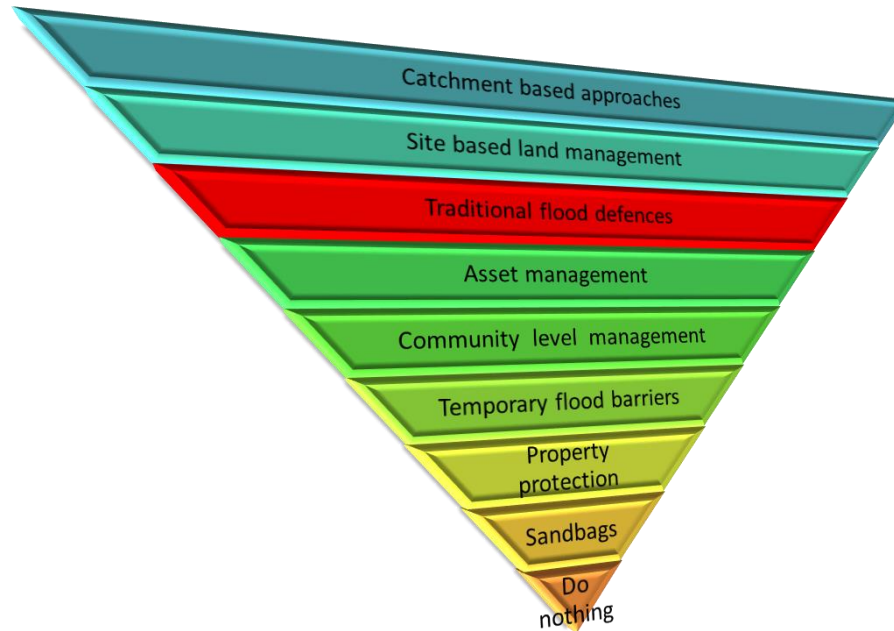 Catchment based approaches
Site based land management
Traditional flood defences
Asset management
Community level management
Temporary flood barriers
Property
protection
Sandbags
Do
nothing